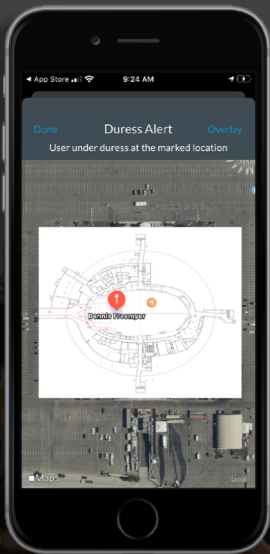 App Store
9:24 AM
Done
Duress Alert
Overlay
User under duress at the marked location
Dennis Freemyer
Maps
Legal